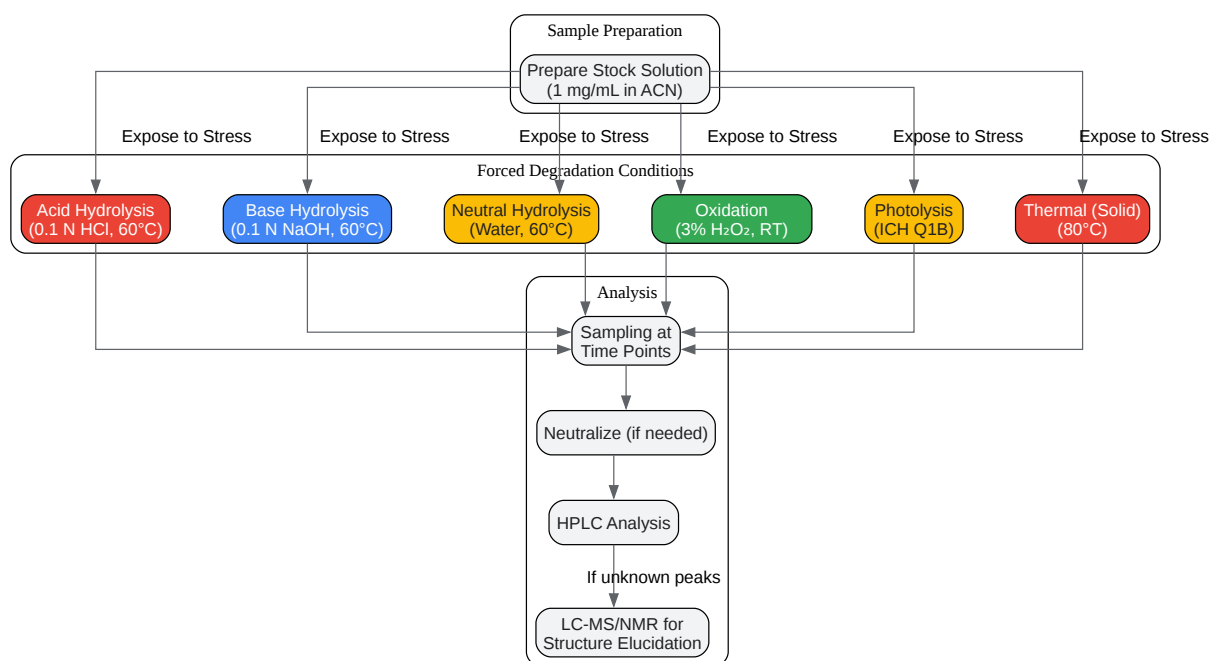 Sample Preparation
Prepare Stock Solution
(1 mg/mL in ACN)
Expose to Stress
Expose to Stress
Expose to Stress
Expose to Stress
Expose to Stress
Expose to Stress
Forced Degradation Conditions
Acid Hydrolysis
(0.1 N HCl, 60°C)
Base Hydrolysis
(0.1 N NaOH, 60°C)
Neutral Hydrolysis
(Water, 60°C)
Oxidation
(3% H₂O₂, RT)
Photolysis
(ICH Q1B)
Thermal (Solid)
(80°C)
Analysis
Sampling at
Time Points
Neutralize (if needed)
HPLC Analysis
If unknown peaks
LC-MS/NMR for
Structure Elucidation